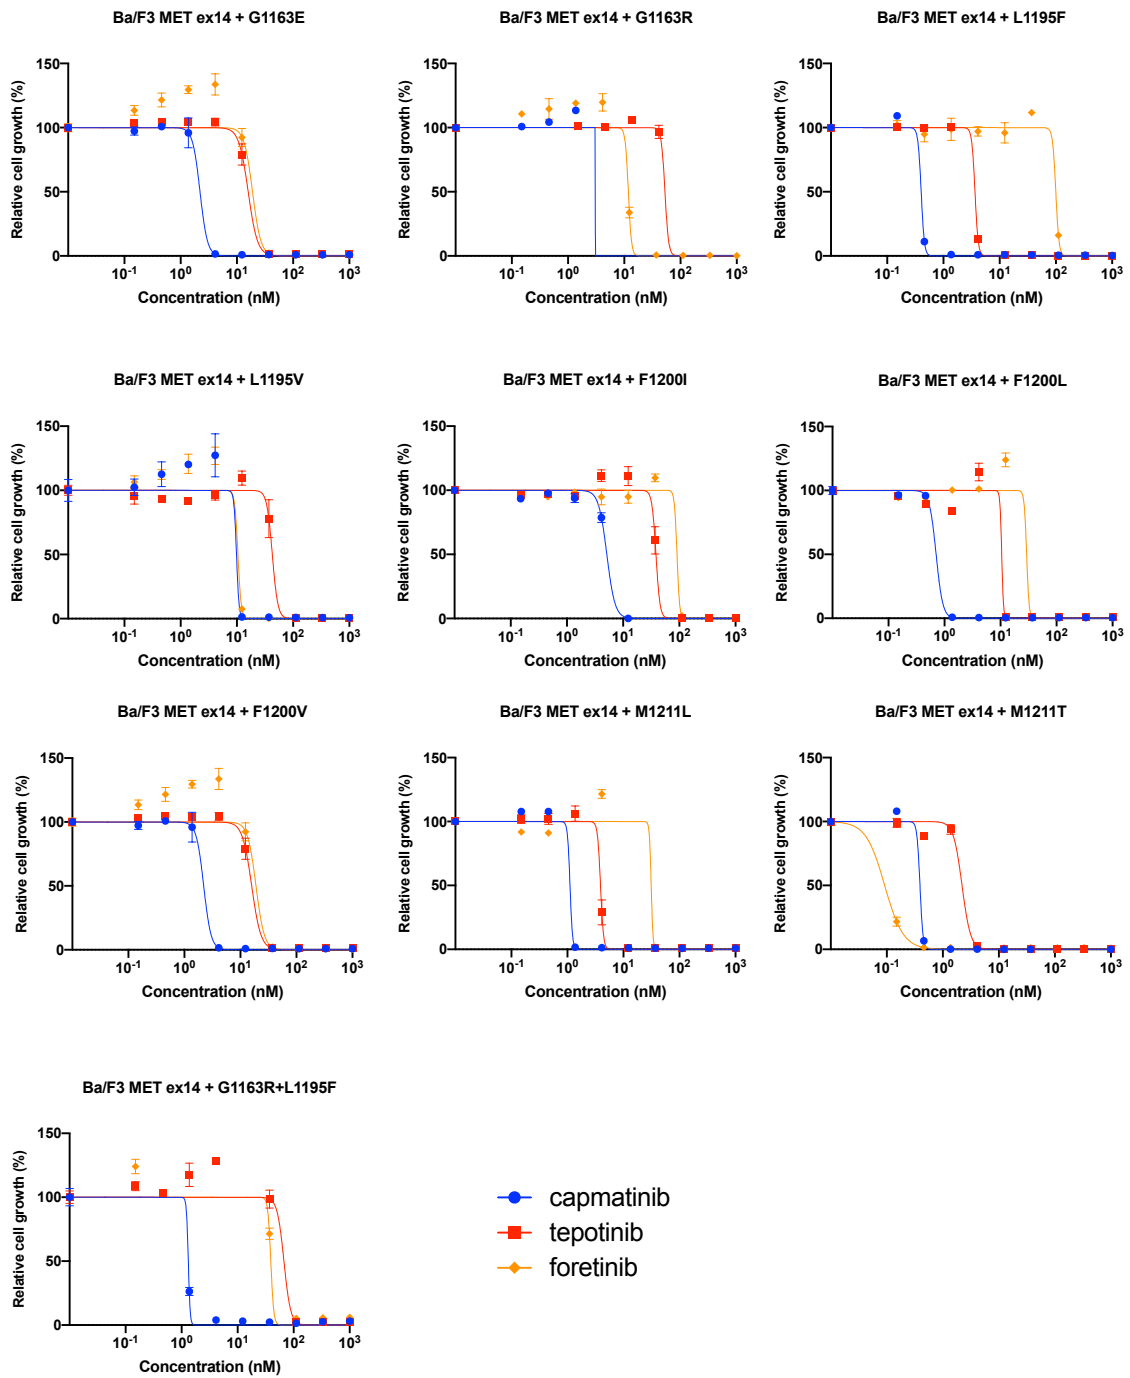 Ba/F3 MET ex14 + G1163E
Ba/F3 MET ex14 + G1163R
Ba/F3 MET ex14 + L1195F
Relative cell growth (%)
150
100
50
0
10-1 100 101 102 103
Concentration (nM)
Relative cell growth (%)
150
100
50
0
10-1 100 101 102 103
Concentration (nM)
Relative cell growth (%)
150
100
50
0
10-1 100 101 102 103
Concentration (nM)
Ba/F3 MET ex14 + L1195V
Ba/F3 MET ex14 + F1200I
Ba/F3 MET ex14 + F1200L
Relative cell growth (%)
150
100
50
0
10-1 100 101 102 103
Concentration (nM)
Relative cell growth (%)
150
100
50
0
10-1 100 101 102 103
Concentration (nM)
Relative cell growth (%)
150
100
50
0
10-1 100 101 102 103
Concentration (nM)
Ba/F3 MET ex14 + F1200V
Ba/F3 MET ex14 + M1211L
Ba/F3 MET ex14 + M1211T
Relative cell growth (%)
150
100
50
0
10-1 100 101 102 103
Concentration (nM)
Relative cell growth (%)
150
100
50
0
10-1 100 101 102 103
Concentration (nM)
Relative cell growth (%)
150
100
50
0
10-1 100 101 102 103
Concentration (nM)
Ba/F3 MET ex14 + G1163R+L1195F
Relative cell growth (%)
150
100
50
0
10-1 100 101 102 103
Concentration (nM)
capmatinib
tepotinib
foretinib